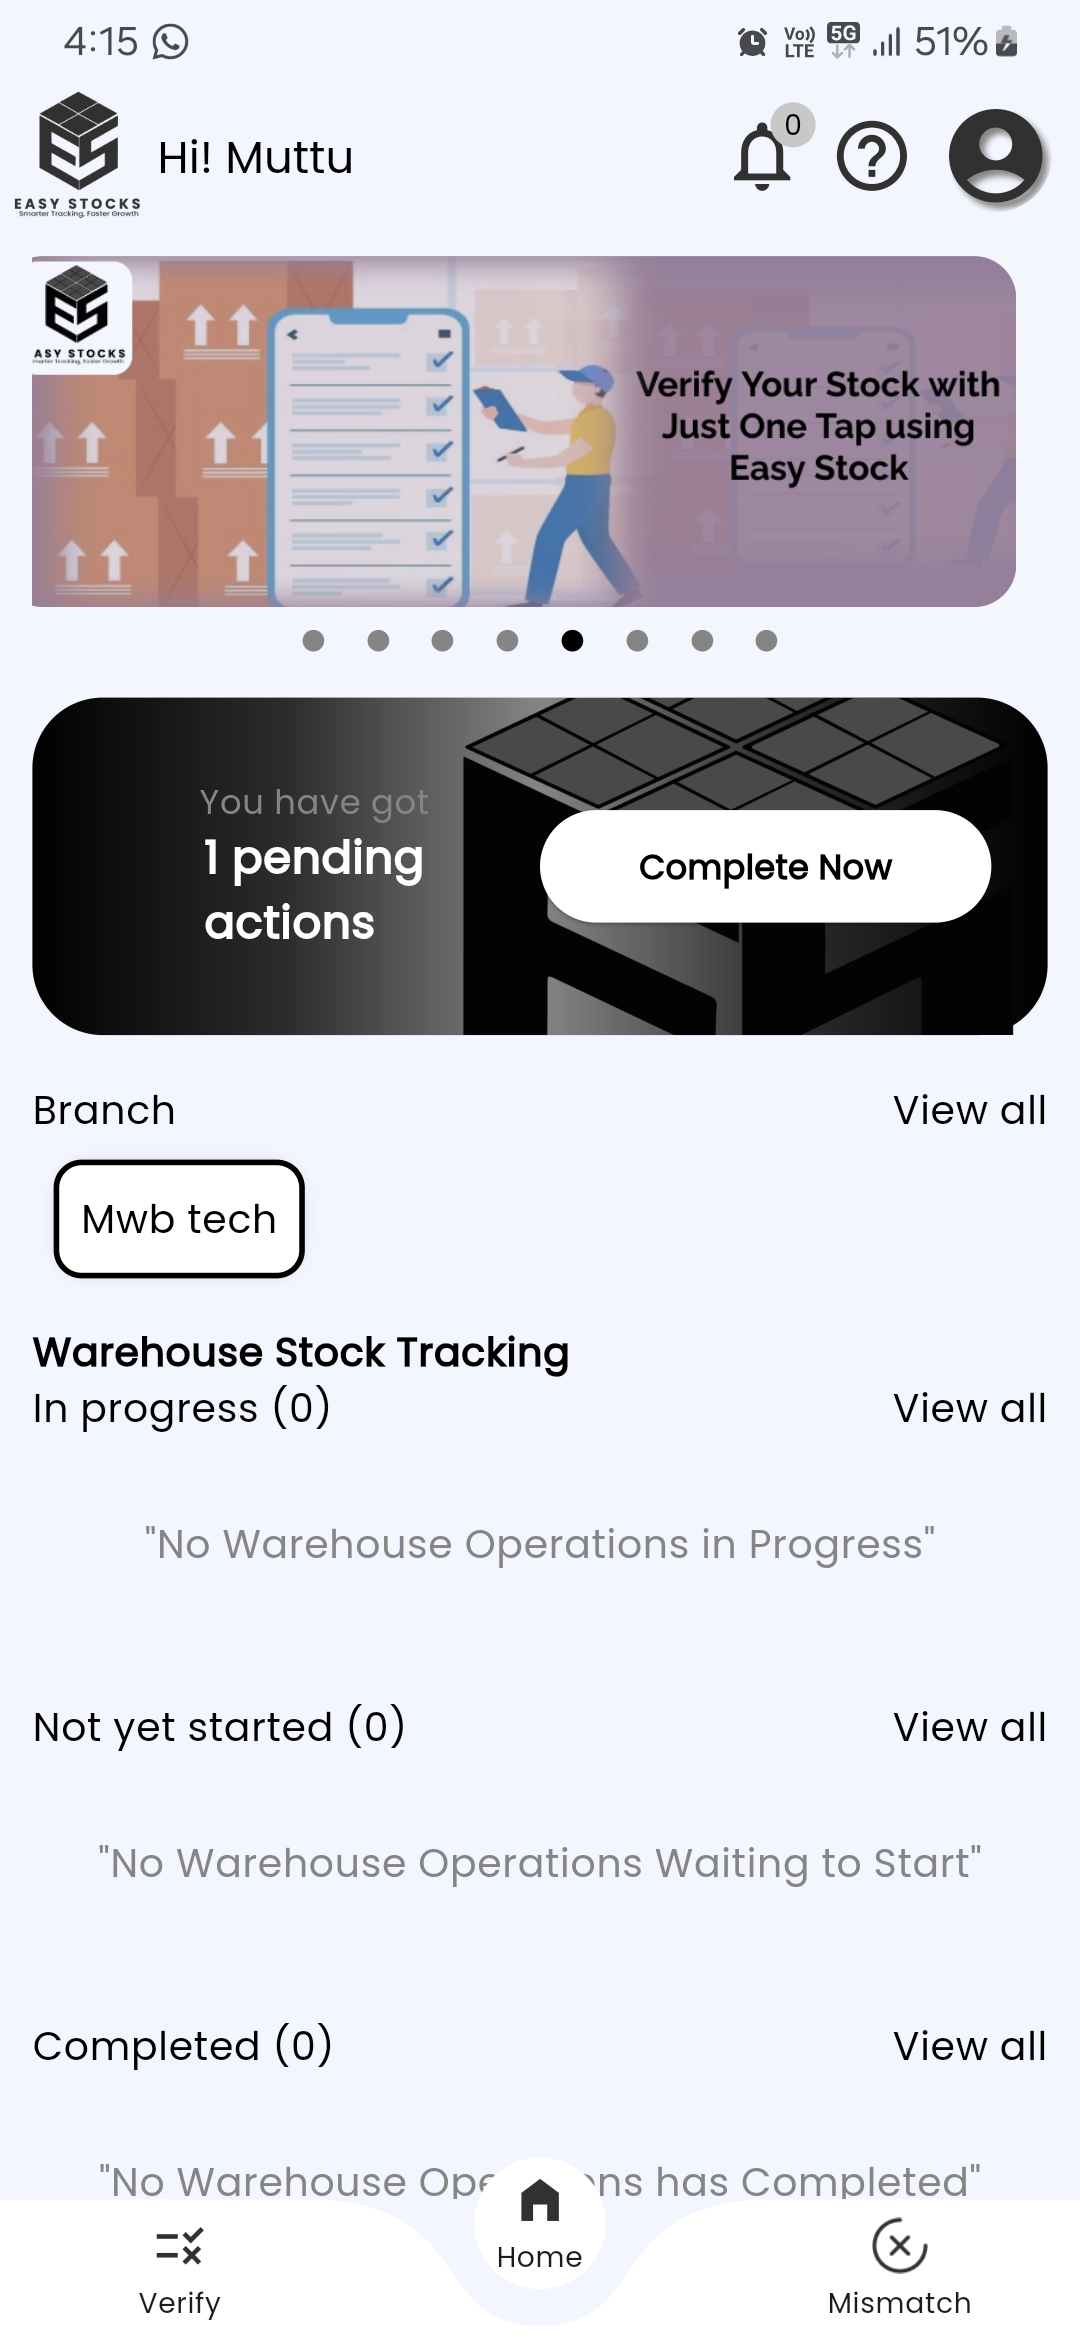 4:15
Vo))
LTE
5G
51%
EASY STOCKS
Smarter Tracking, Faster Growth
Hi! Muttu
0
ASY STOCKS
marter Tracking, Faster Growth
Verify Your Stock with
Just One Tap using
Easy Stock
You have got
1 pending
actions
Complete Now
Branch
View all
Mwb tech
Warehouse Stock Tracking
In progress (0)
View all
"No Warehouse Operations in Progress"
Not yet started (0)
View all
"No Warehouse Operations Waiting to Start"
Completed (0)
View all
"No Warehouse Ope ns has Completed"
Verify
Home
Mismatch